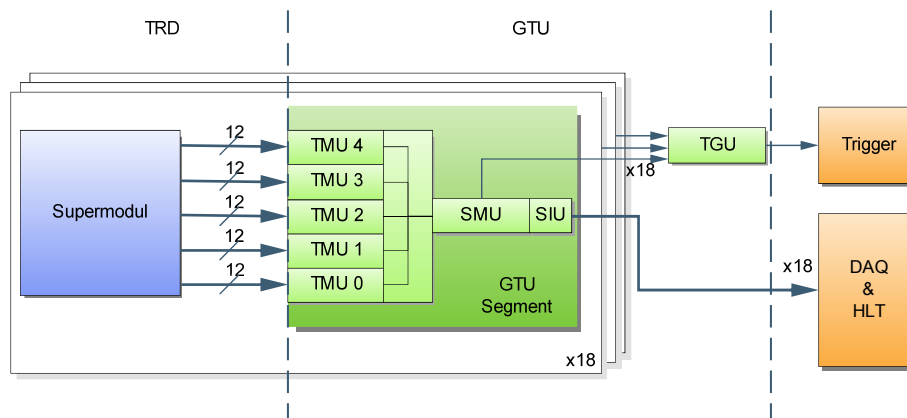 TRD
GTU
12
TMU 4
12
TMU 3
12
TMU 2
12
TMU 1
12
TMU 0
Supermodul
SMU
SIU
GTU
Segment
x18
TGU
x18
Trigger
x18
DAQ
&
HLT